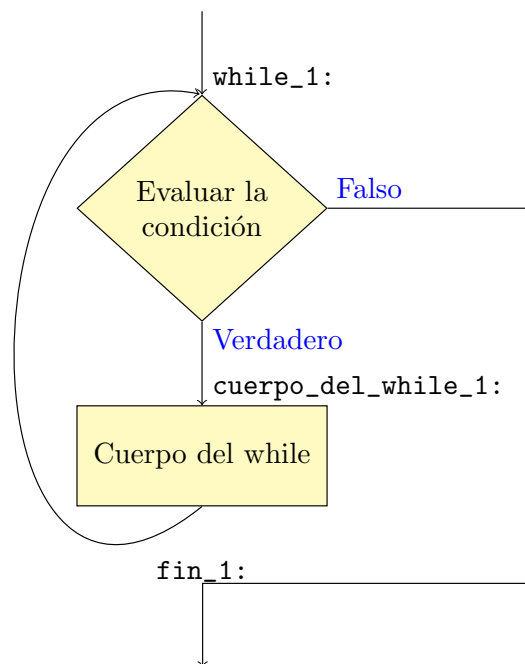 while_1:
Evaluar la
condición
Falso
Verdadero
cuerpo_del_while_1:
Cuerpo del while
fin_1: